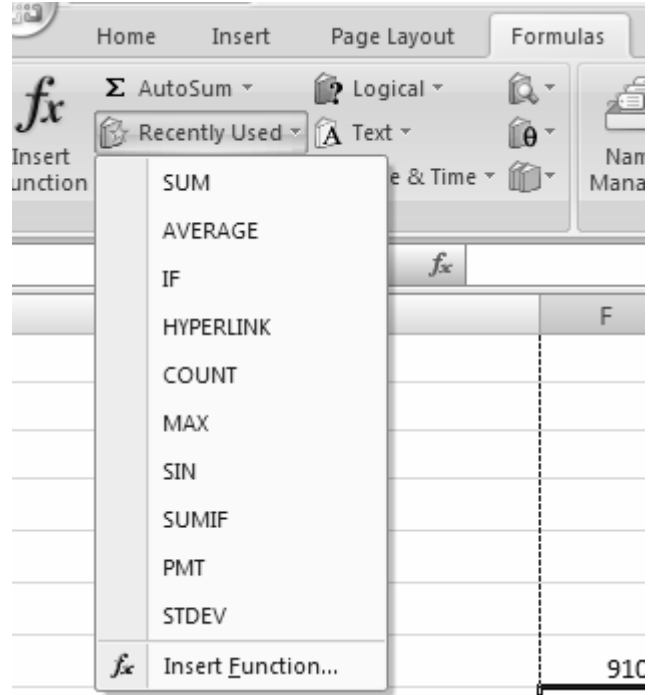 Home Insert Page Layout Formulas
fx Σ AutoSum Logical
Recently Used A Text θ
Insert
unction
e & Time
Nam
Mana
SUM
AVERAGE
fx
IF
F
HYPERLINK
COUNT
MAX
SIN
SUMIF
PMT
STDEV
fx Insert Function...
910